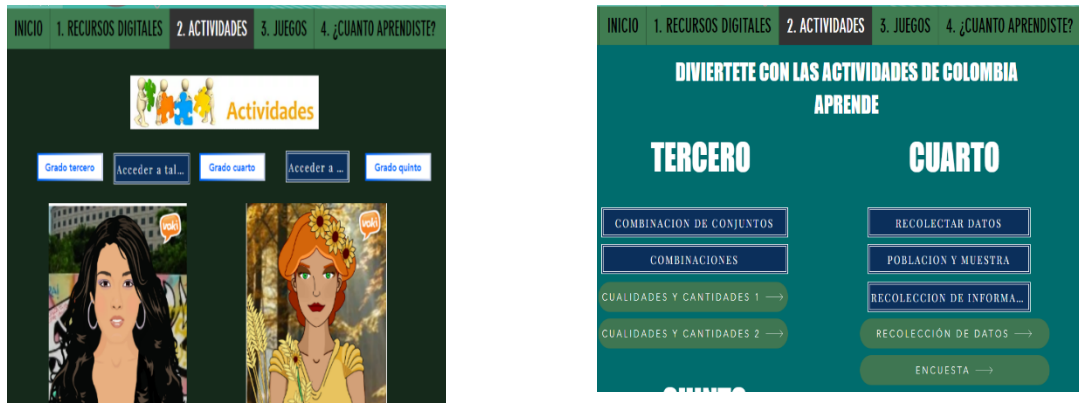 INICIO 1. RECURSOS DIGITALES 2. ACTIVIDADES 3. JUEGOS 4. ¿CUANTO APRENDISTE?
Actividades
Grado tercero Acceder a tal... Grado cuarto Acceder a ... Grado quinto
voki voki
INICIO 1. RECURSOS DIGITALES 2. ACTIVIDADES 3. JUEGOS 4. ¿CUANTO APRENDISTE?
DIVIERTETE CON LAS ACTIVIDADES DE COLOMBIA
APRENDE
TERCERO
COMBINACION DE CONJUNTOS
COMBINACIONES
CUALIDADES Y CANTIDADES 1 →
CUALIDADES Y CANTIDADES 2 →
QUINTO
CUARTO
RECOLECTAR DATOS
POBLACION Y MUESTRA
RECOLECCION DE INFORMA...
RECOLECCIÓN DE DATOS →
ENCUESTA →